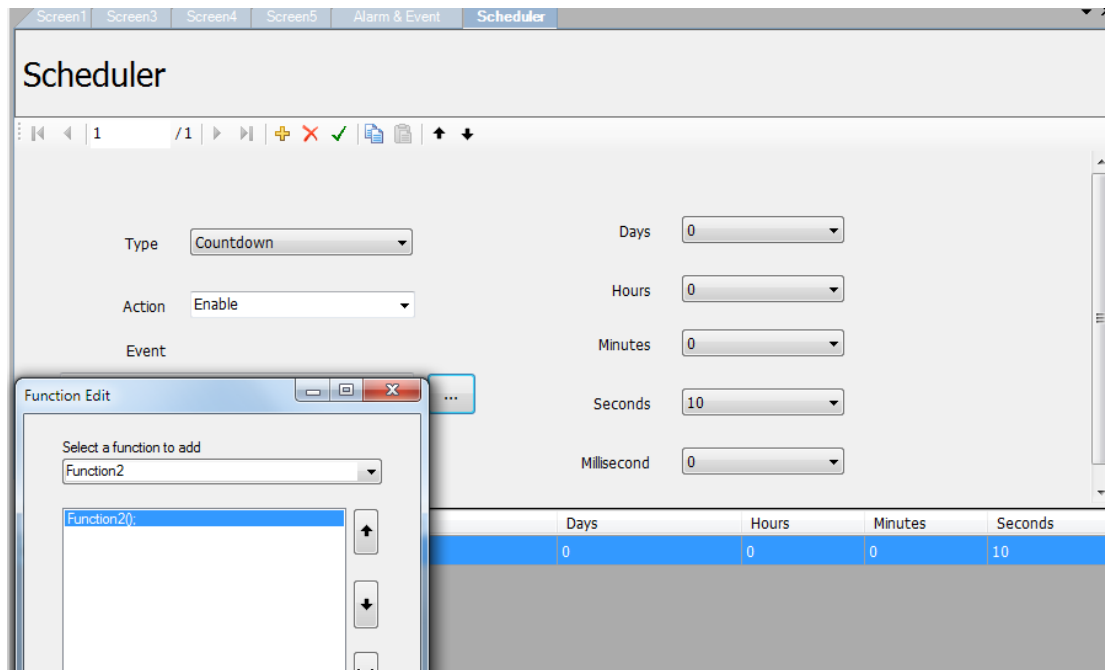 Screen1 Screen3 Screen4 Screen5 Alarm & Event Scheduler
Scheduler
1 /1
Type Countdown
Action Enable
Event
...
Days 0
Hours 0
Minutes 0
Seconds 10
Millisecond 0
Function Edit
Select a function to add
Function2
Function2();
Days Hours Minutes Seconds
0 0 0 10